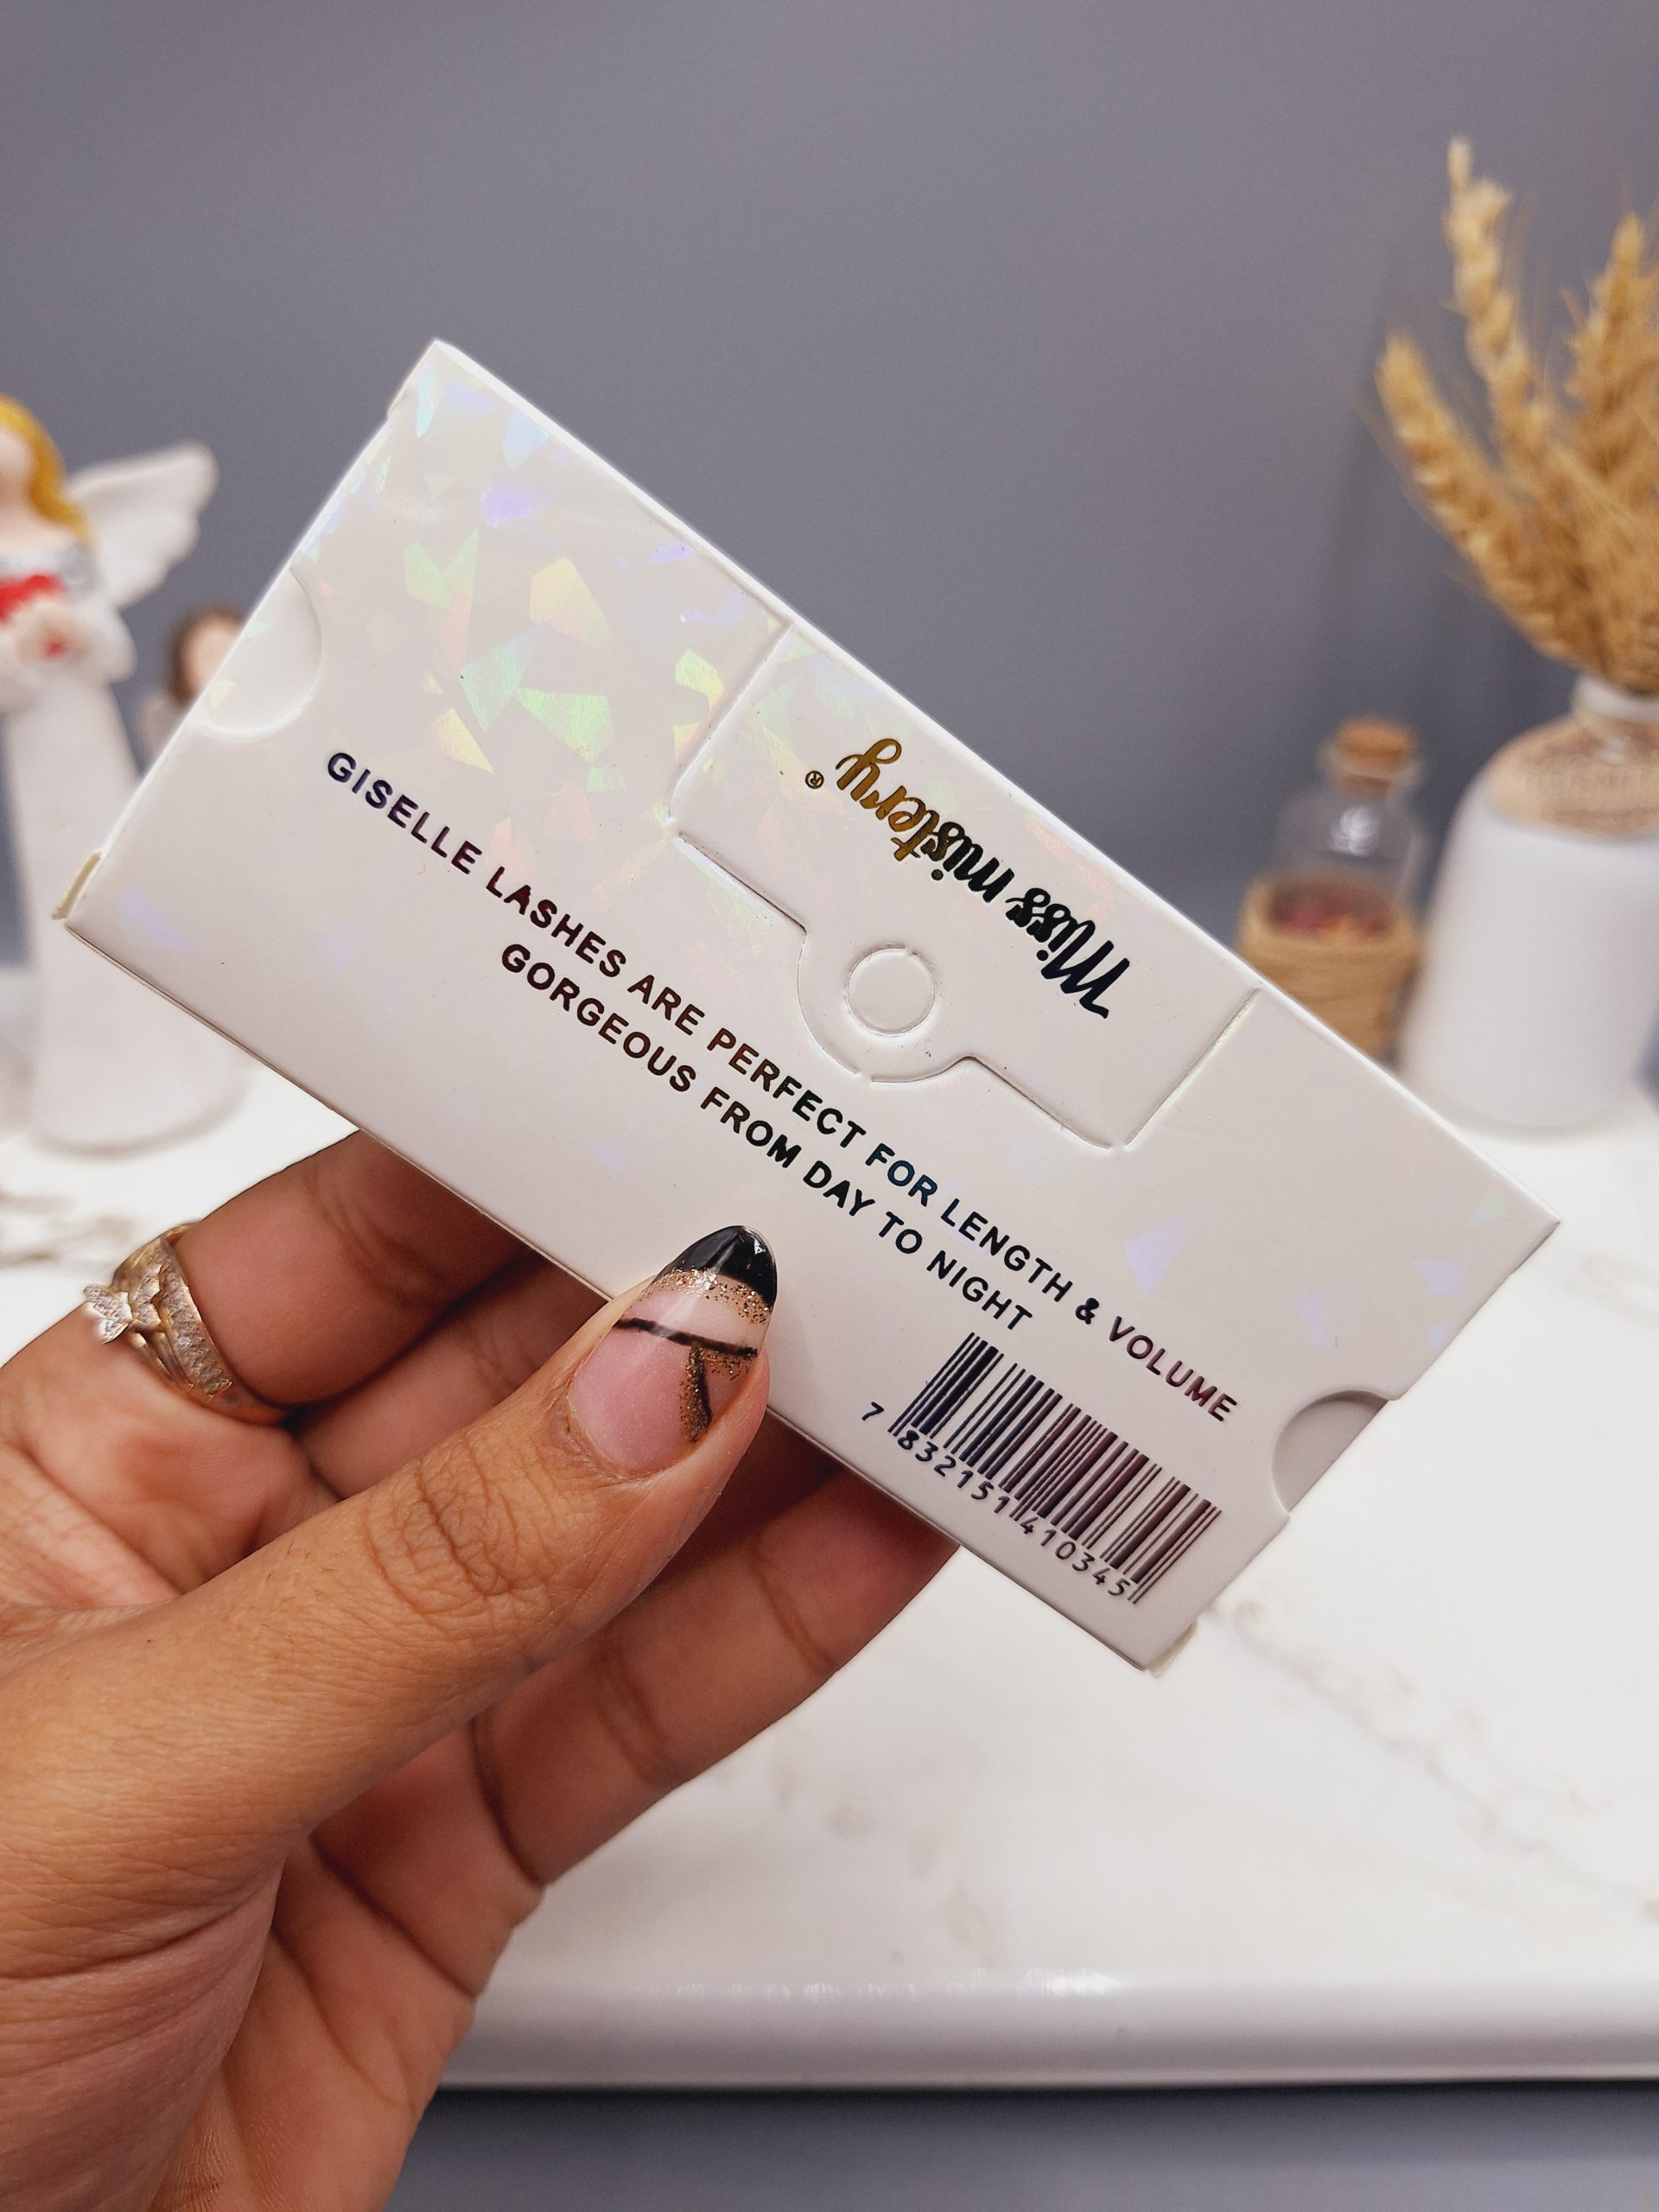 Miss mistery®
GISELLE LASHES ARE PERFECT FOR LENGTH & VOLUME
GORGEOUS FROM DAY TO NIGHT
7 832151 410345